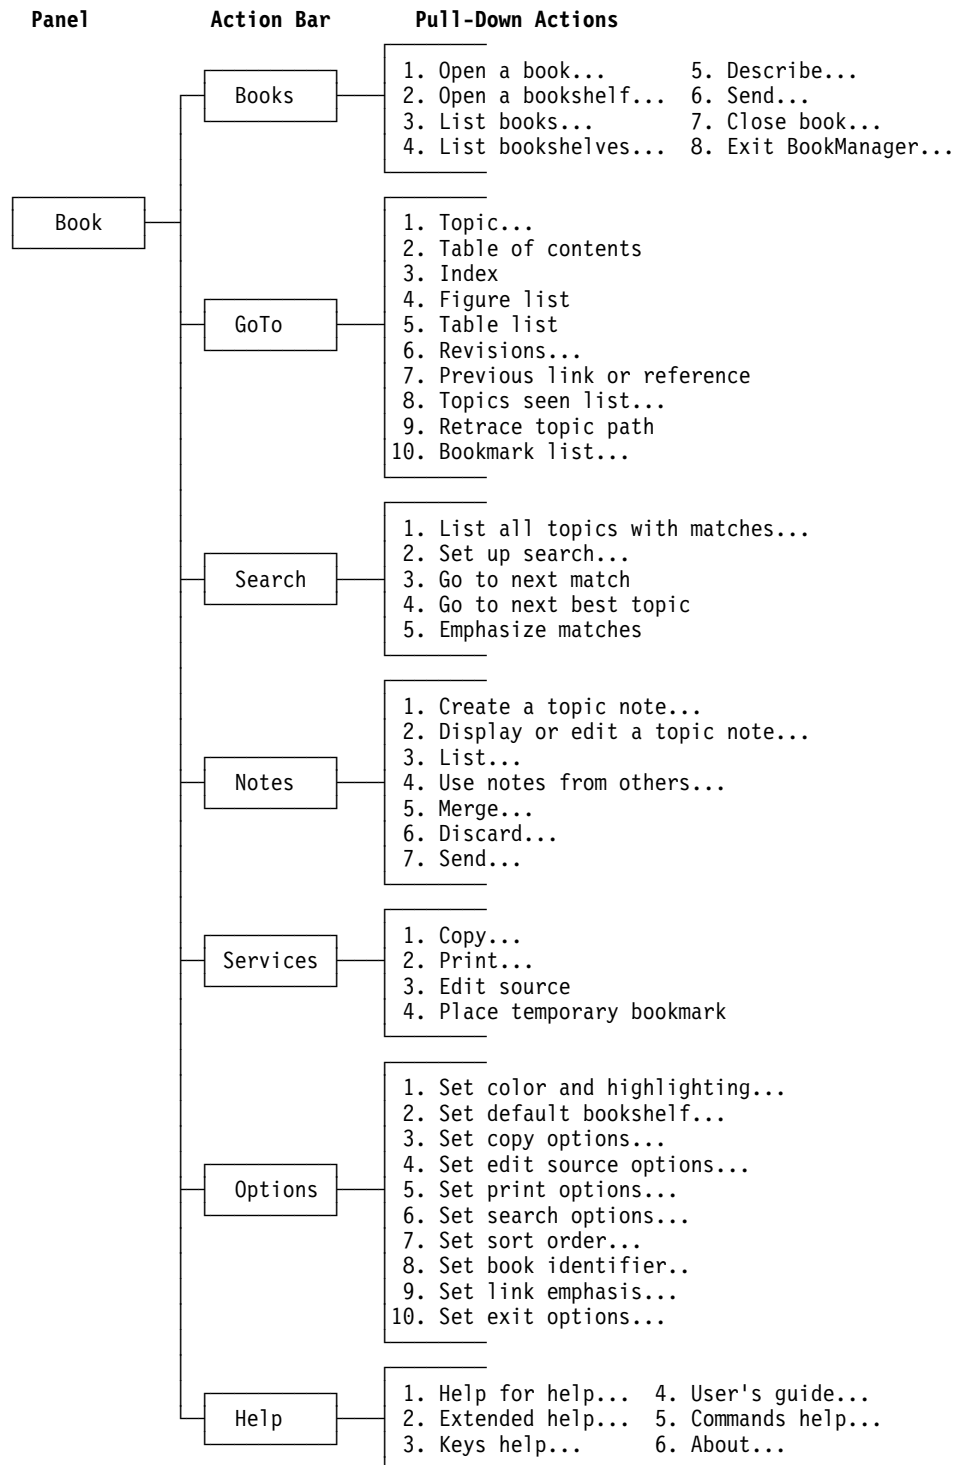 Panel Action Bar Pull-Down Actions
1. Open a book... 5. Describe...
Books 2. Open a bookshelf... 6. Send...
3. List books... 7. Close book...
4. List bookshelves... 8. Exit BookManager...
Book 1. Topic...
2. Table of contents
3. Index
4. Figure list
GoTo 5. Table list
6. Revisions...
7. Previous link or reference
8. Topics seen list...
9. Retrace topic path
10. Bookmark list...
1. List all topics with matches...
2. Set up search...
Search 3. Go to next match
4. Go to next best topic
5. Emphasize matches
1. Create a topic note...
2. Display or edit a topic note...
3. List...
Notes 4. Use notes from others...
5. Merge...
6. Discard...
7. Send...
1. Copy...
Services 2. Print...
3. Edit source
4. Place temporary bookmark
1. Set color and highlighting...
2. Set default bookshelf...
3. Set copy options...
4. Set edit source options...
Options 5. Set print options...
6. Set search options...
7. Set sort order...
8. Set book identifier..
9. Set link emphasis...
10. Set exit options...
1. Help for help... 4. User's guide...
Help 2. Extended help... 5. Commands help...
3. Keys help... 6. About...